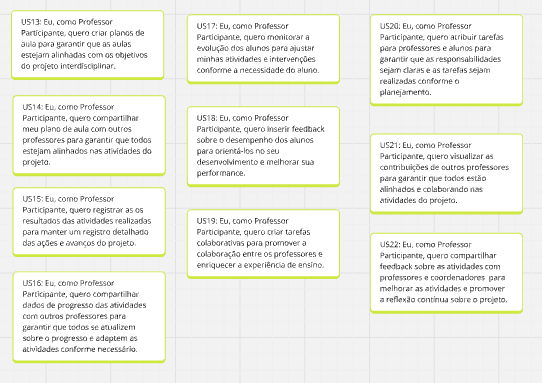 US13: Eu, como Professor
Participante, quero criar planos de
aula para garantir que as aulas
estejam alinhadas com os objetivos
do projeto interdisciplinar.
US14: Eu, como Professor
Participante, quero compartilhar
meu plano de aula com outros
professores para garantir que todos
estejam alinhados nas atividades do
projeto.
US15: Eu, como Professor
Participante, quero registrar as os
resultados das atividades realizadas
para manter um registro detalhado
das ações e avanços do projeto.
US16: Eu, como Professor
Participante, quero compartilhar
dados de progresso das atividades
com outros professores para
garantir que todos se atualizem
sobre o progresso e adaptem as
atividades conforme necessário.
US17: Eu, como Professor
Participante, quero monitorar a
evolução dos alunos para ajustar
minhas atividades e intervenções
conforme a necessidade do aluno.
US18: Eu, como Professor
Participante, quero inserir feedback
sobre o desempenho dos alunos
para orientá-los no seu
desenvolvimento e melhorar sua
performance.
US19: Eu, como Professor
Participante, quero criar tarefas
colaborativas para promover a
colaboração entre os professores e
enriquecer a experiência de ensino.
US20: Eu, como Professor
Participante, quero atribuir tarefas
para professores e alunos para
garantir que as responsabilidades
sejam claras e as tarefas sejam
realizadas conforme o
planejamento.
US21: Eu, como Professor
Participante, quero visualizar as
contribuições de outros professores
para garantir que todos estão
alinhados e colaborando nas
atividades do projeto.
US22: Eu, como Professor
Participante, quero compartilhar
feedback sobre as atividades com
professores e coordenadores para
melhorar as atividades e promover
a reflexão contínua sobre o projeto.